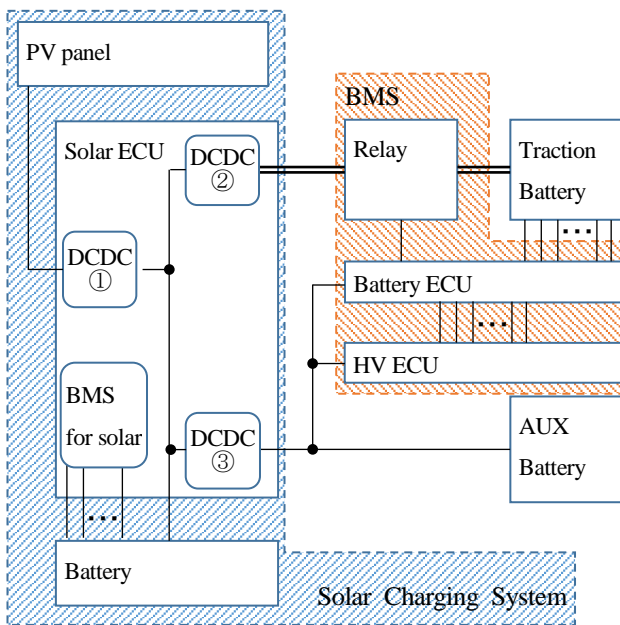 PV panel
BMS
Solar ECU
DCDC
②
Relay
Traction
Battery
DCDC
①
Battery ECU
HV ECU
BMS
for solar
DCDC
③
AUX
Battery
Battery
Solar Charging System